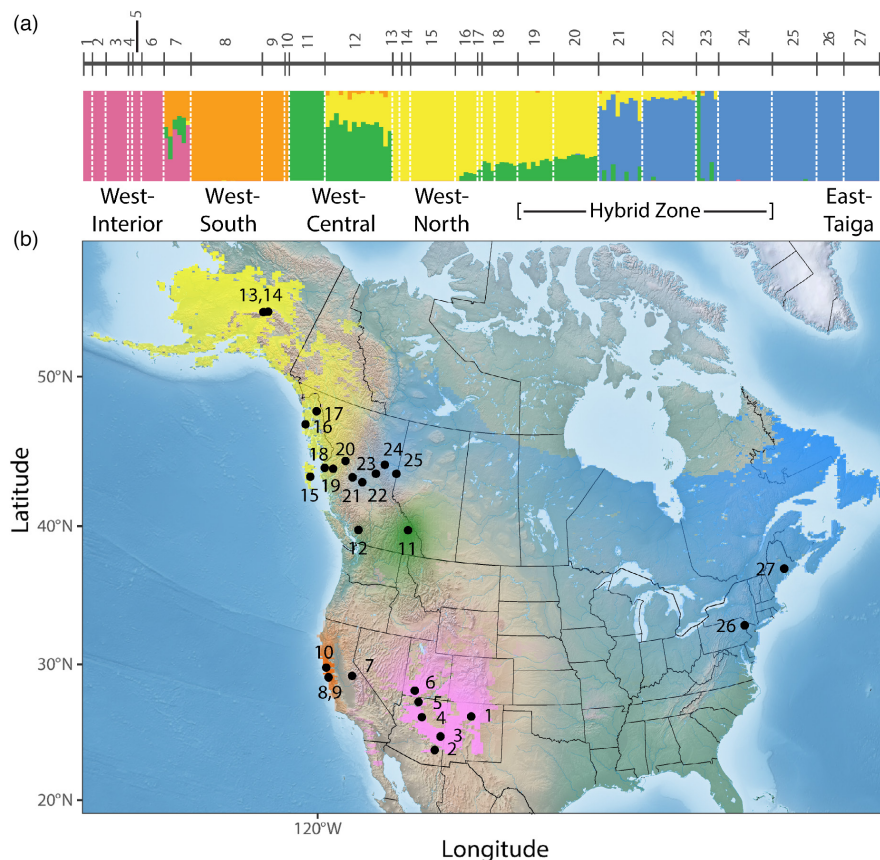 (a)
5
1 2 3 4 6 7 8 9 10 11 12 13 14 15 16 17 18 19 20 21 22 23 24 25 26 27
West-
Interior
West-
South
West-
Central
West-
North
[ Hybrid Zone ]
East-
Taiga
(b)
13,14
50°N
17
16
20
24
18
23
25
15
19
21
22
40°N
12
11
27
26
30°N
10
7
8,9
6
5
4
1
3
2
20°N
120°W
Latitude
Longitude